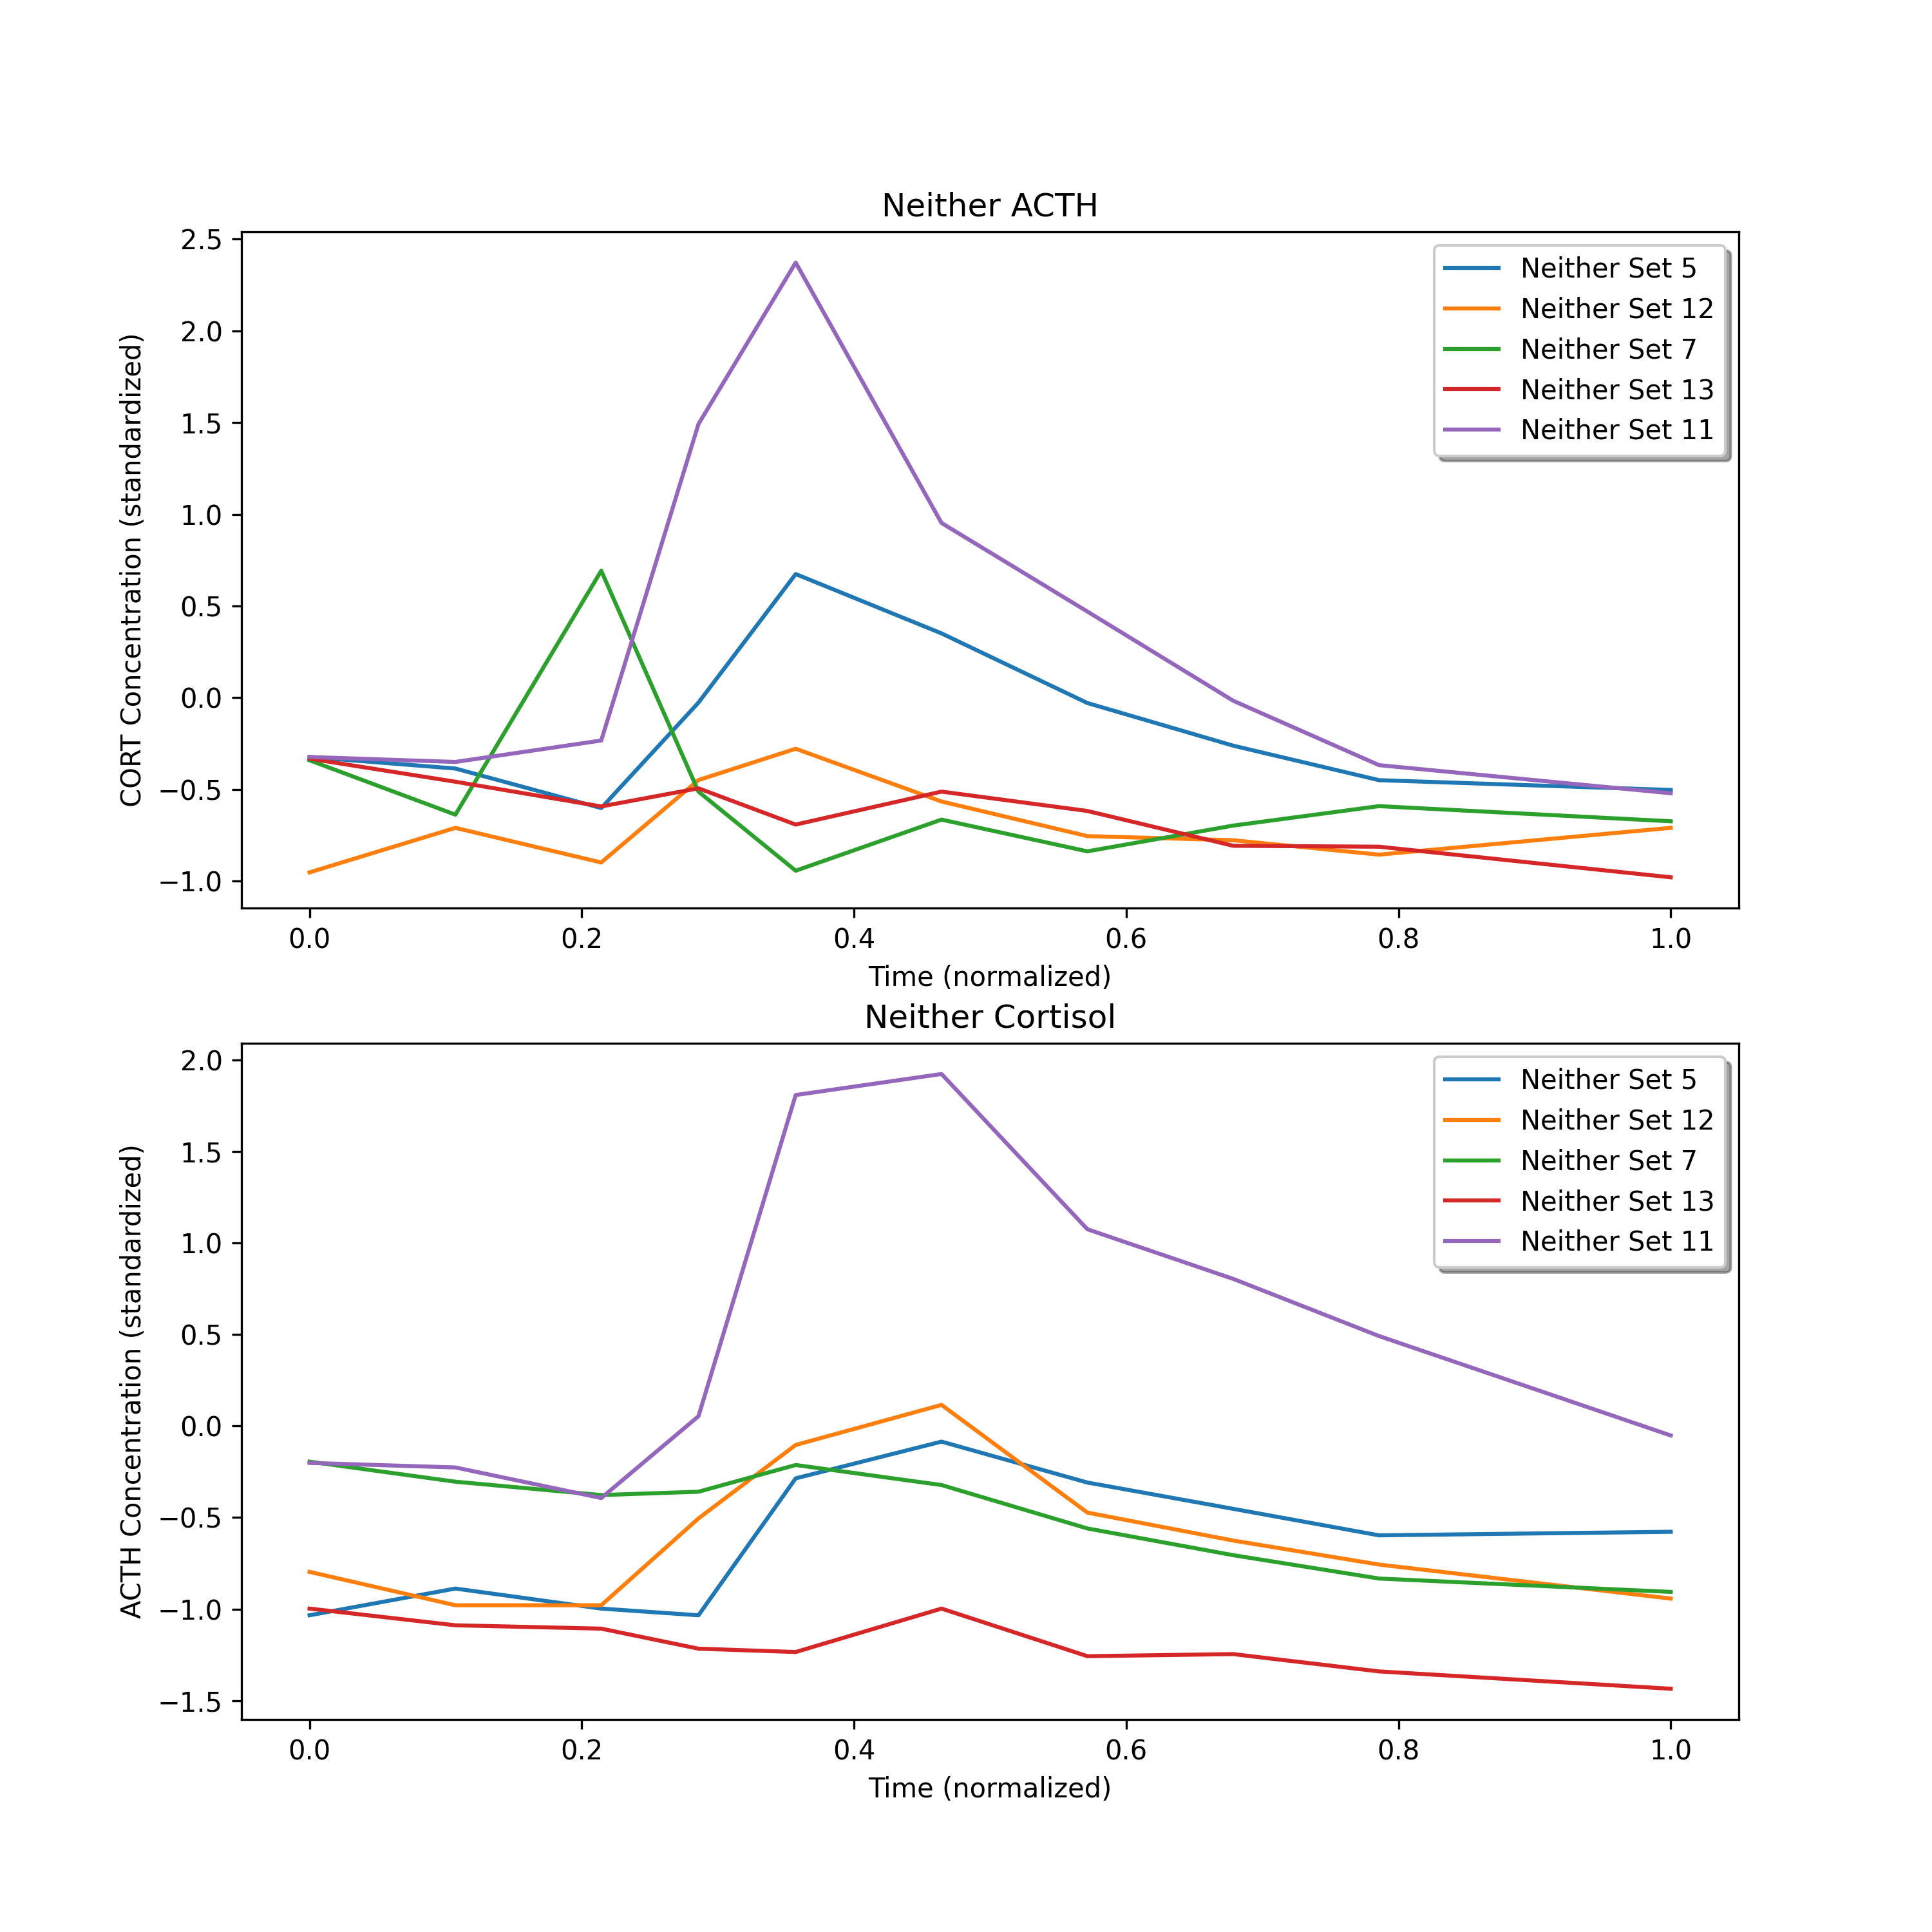 Neither ACTH
2.5
2.0
1.5
1.0
0.5
0.0
−0.5
−1.0
CORT Concentration (standardized)
Neither Set 5
Neither Set 12
Neither Set 7
Neither Set 13
Neither Set 11
0.0 0.2 0.4 0.6 0.8 1.0
Time (normalized)
Neither Cortisol
2.0
1.5
1.0
0.5
0.0
−0.5
−1.0
−1.5
ACTH Concentration (standardized)
Neither Set 5
Neither Set 12
Neither Set 7
Neither Set 13
Neither Set 11
0.0 0.2 0.4 0.6 0.8 1.0
Time (normalized)